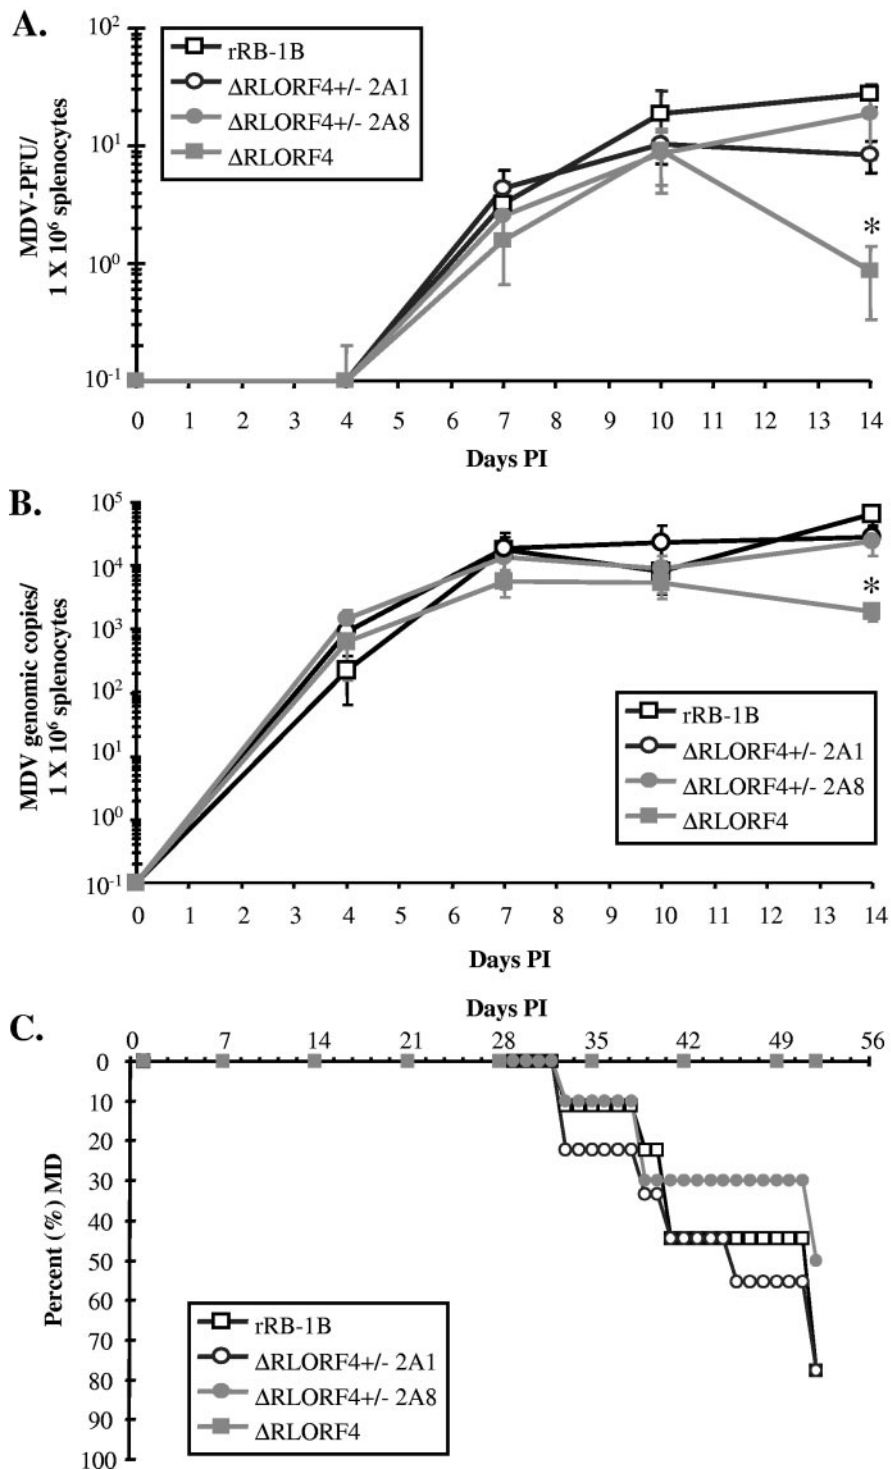 A.
10²
10¹
10⁰
10⁻¹
MDV-PFU/
1 X 10⁶ splenocytes
rRB-1B
ΔRLORF4+/- 2A1
ΔRLORF4+/- 2A8
ΔRLORF4
*
0 1 2 3 4 5 6 7 8 9 10 11 12 13 14
Days PI
B.
10⁵
10⁴
10³
10²
10¹
10⁰
10⁻¹
MDV genomic copies/
1 X 10⁶ splenocytes
*
rRB-1B
ΔRLORF4+/- 2A1
ΔRLORF4+/- 2A8
ΔRLORF4
0 1 2 3 4 5 6 7 8 9 10 11 12 13 14
Days PI
C.
Days PI
0 7 14 21 28 35 42 49 56
0
10
20
30
40
50
60
70
80
90
100
Percent (%) MD
rRB-1B
ΔRLORF4+/- 2A1
ΔRLORF4+/- 2A8
ΔRLORF4